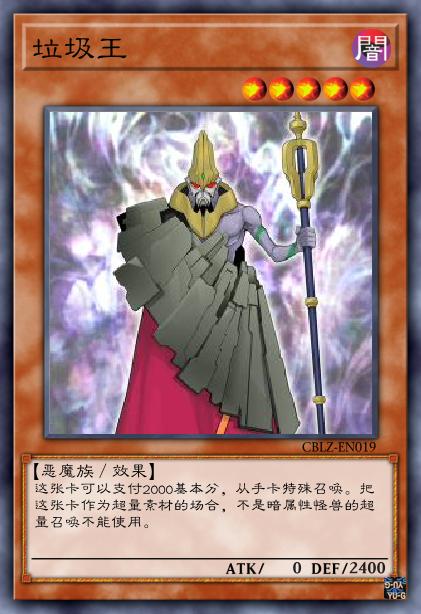 垃圾王
闇
CBLZ-EN019
【恶魔族／效果】
这张卡可以支付2000基本分，从手卡特殊召唤。把
这张卡作为超量素材的场合，不是暗属性怪兽的超
量召唤不能使用。
ATK/ 0 DEF/2400